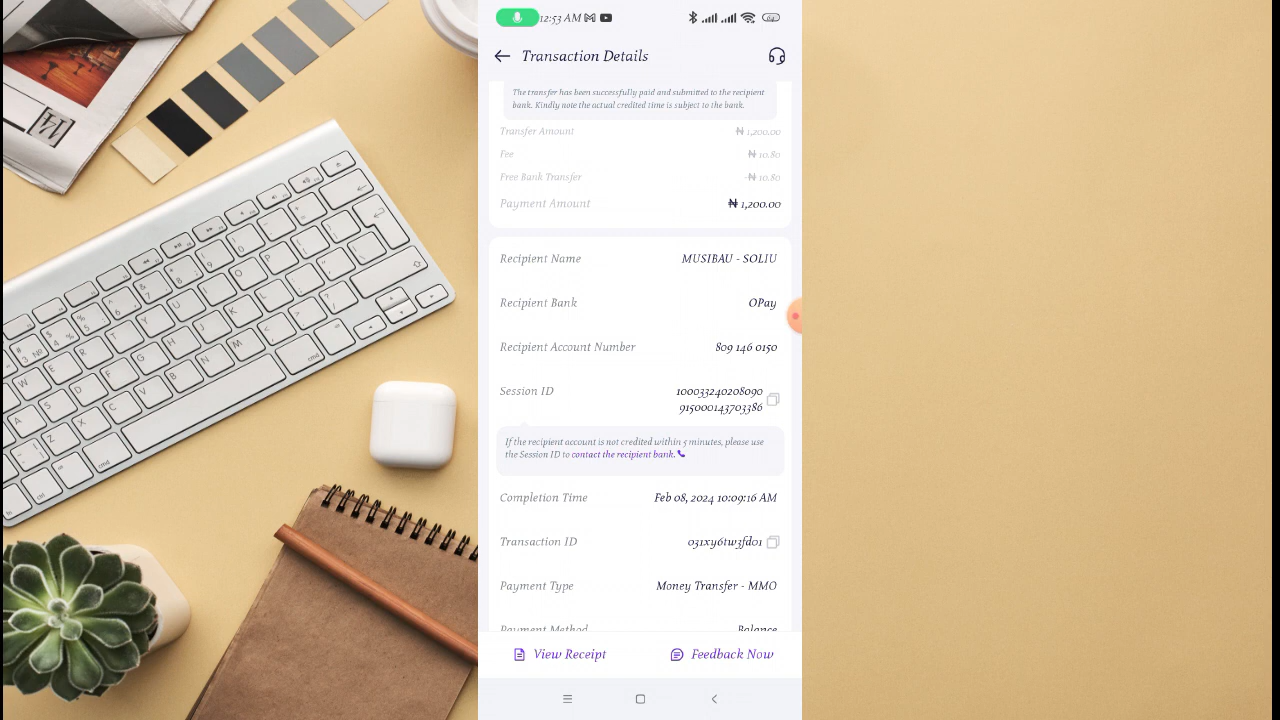 12:53 AM
64
Transaction Details
The transfer has been successfully paid and submitted to the recipient
bank. Kindly note the actual credited time is subject to the bank.
Transfer Amount ₦ 1,200.00
Fee ₦ 10.80
Free Bank Transfer -₦ 10.80
Payment Amount ₦ 1,200.00
Recipient Name MUSIBAU - SOLIU
Recipient Bank OPay
Recipient Account Number 809 146 0150
Session ID 100033240208090
915000143703386
If the recipient account is not credited within 5 minutes, please use
the Session ID to contact the recipient bank.
Completion Time Feb 08, 2024 10:09:16 AM
Transaction ID 031xy6tw3fd01
Payment Type Money Transfer - MMO
Payment Method Balance
View Receipt Feedback Now